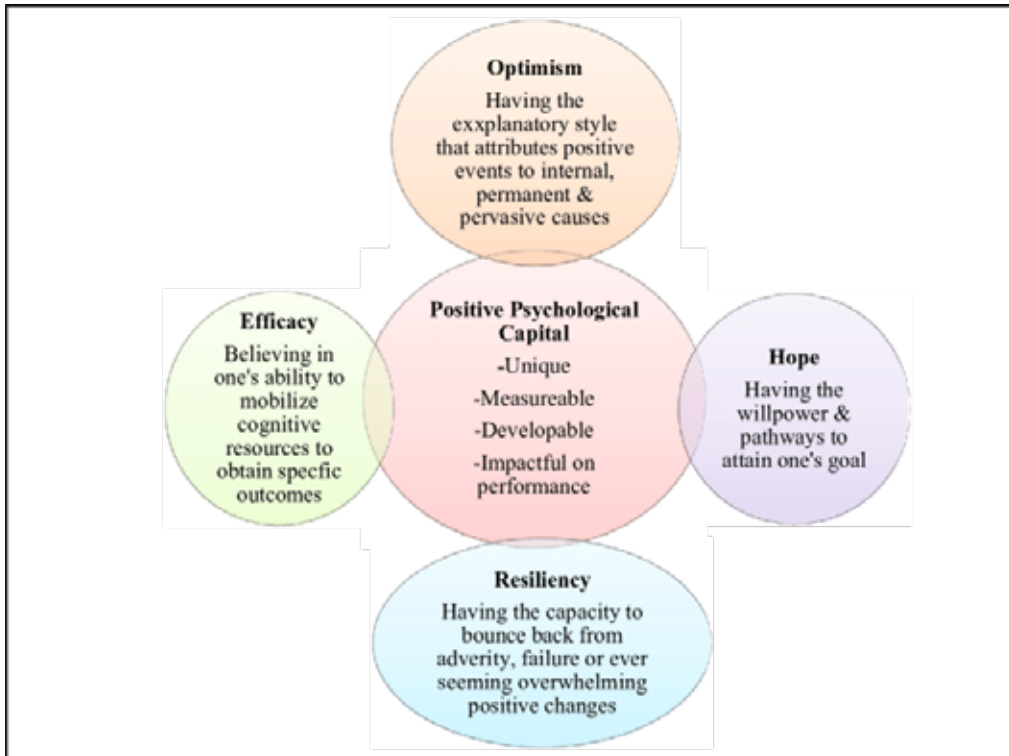 Optimism
Having the
exxplanatory style
that attributes positive
events to internal,
permanent &
pervasive causes
Efficacy
Believing in
one's ability to
mobilize
cognitive
resources to
obtain specfic
outcomes
Positive Psychological
Capital
-Unique
-Measureable
-Developable
-Impactful on
performance
Hope
Having the
willpower &
pathways to
attain one's goal
Resiliency
Having the capacity to
bounce back from
adverity, failure or ever
seeming overwhelming
positive changes